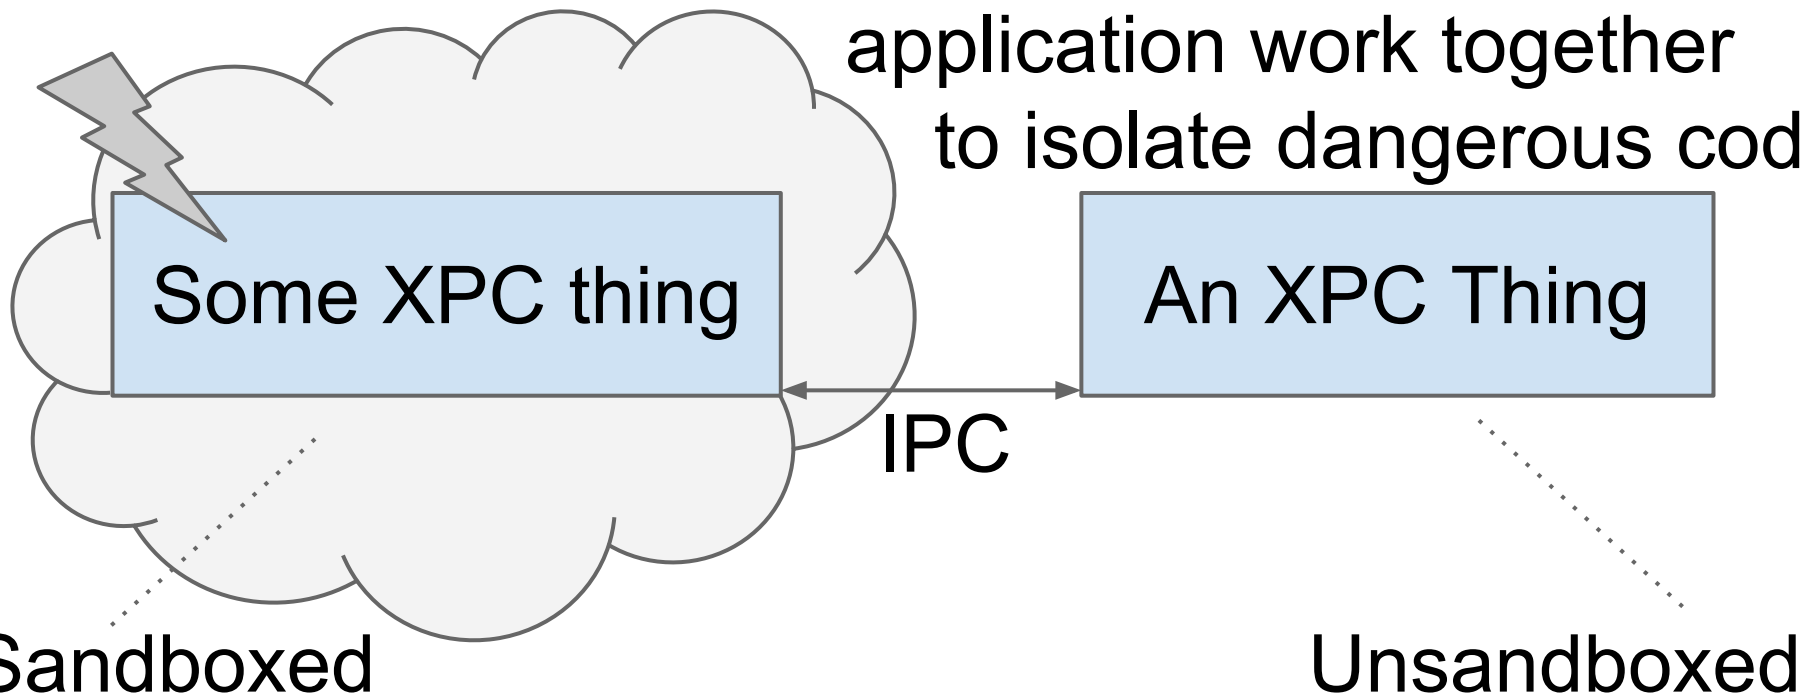 application work together
to isolate dangerous cod
Some XPC thing
An XPC Thing
IPC
Sandboxed
Unsandboxed